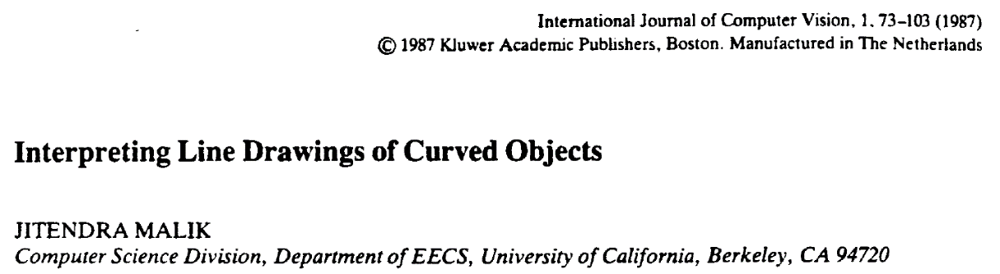 International Journal of Computer Vision, 1, 73–103 (1987)
© 1987 Kluwer Academic Publishers, Boston. Manufactured in The Netherlands
Interpreting Line Drawings of Curved Objects
JITENDRA MALIK
Computer Science Division, Department of EECS, University of California, Berkeley, CA 94720